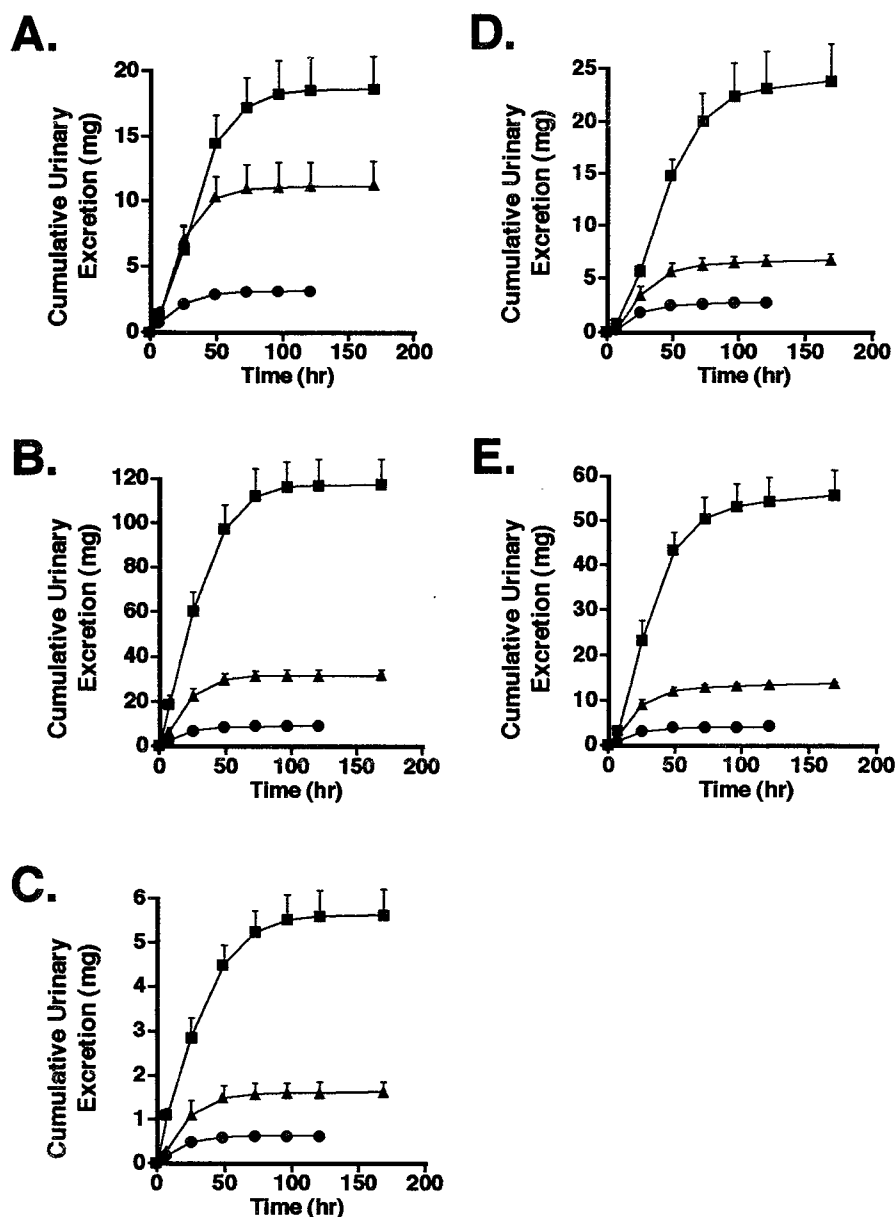 A.
Cumulative Urinary
Excretion (mg)
20
15
10
5
0
0 50 100 150 200
Time (hr)
D.
Cumulative Urinary
Excretion (mg)
25
20
15
10
5
0
0 50 100 150 200
Time (hr)
B.
Cumulative Urinary
Excretion (mg)
120
100
80
60
40
20
0
0 50 100 150 200
Time (hr)
E.
Cumulative Urinary
Excretion (mg)
60
50
40
30
20
10
0
0 50 100 150 200
Time (hr)
C.
Cumulative Urinary
Excretion (mg)
6
5
4
3
2
1
0
0 50 100 150 200
Time (hr)